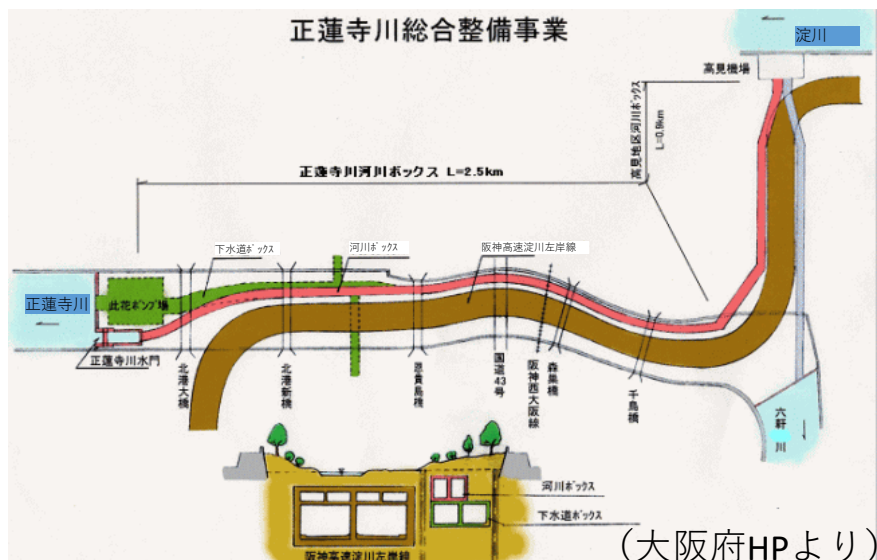 正蓮寺川総合整備事業
淀川
高見機場
高見地区河川ボックス
L=0.9km
正蓮寺川河川ボックス L=2.5km
下水道ボックス
河川ボックス
阪神高速淀川左岸線
正蓮寺川
此花ポンプ場
正蓮寺川水門
北港大橋
北港新橋
恩貴島橋
国道43号
阪神西大阪線
森巣橋
千鳥橋
六軒川
河川ボックス
下水道ボックス
阪神高速淀川左岸線
(大阪府HPより)